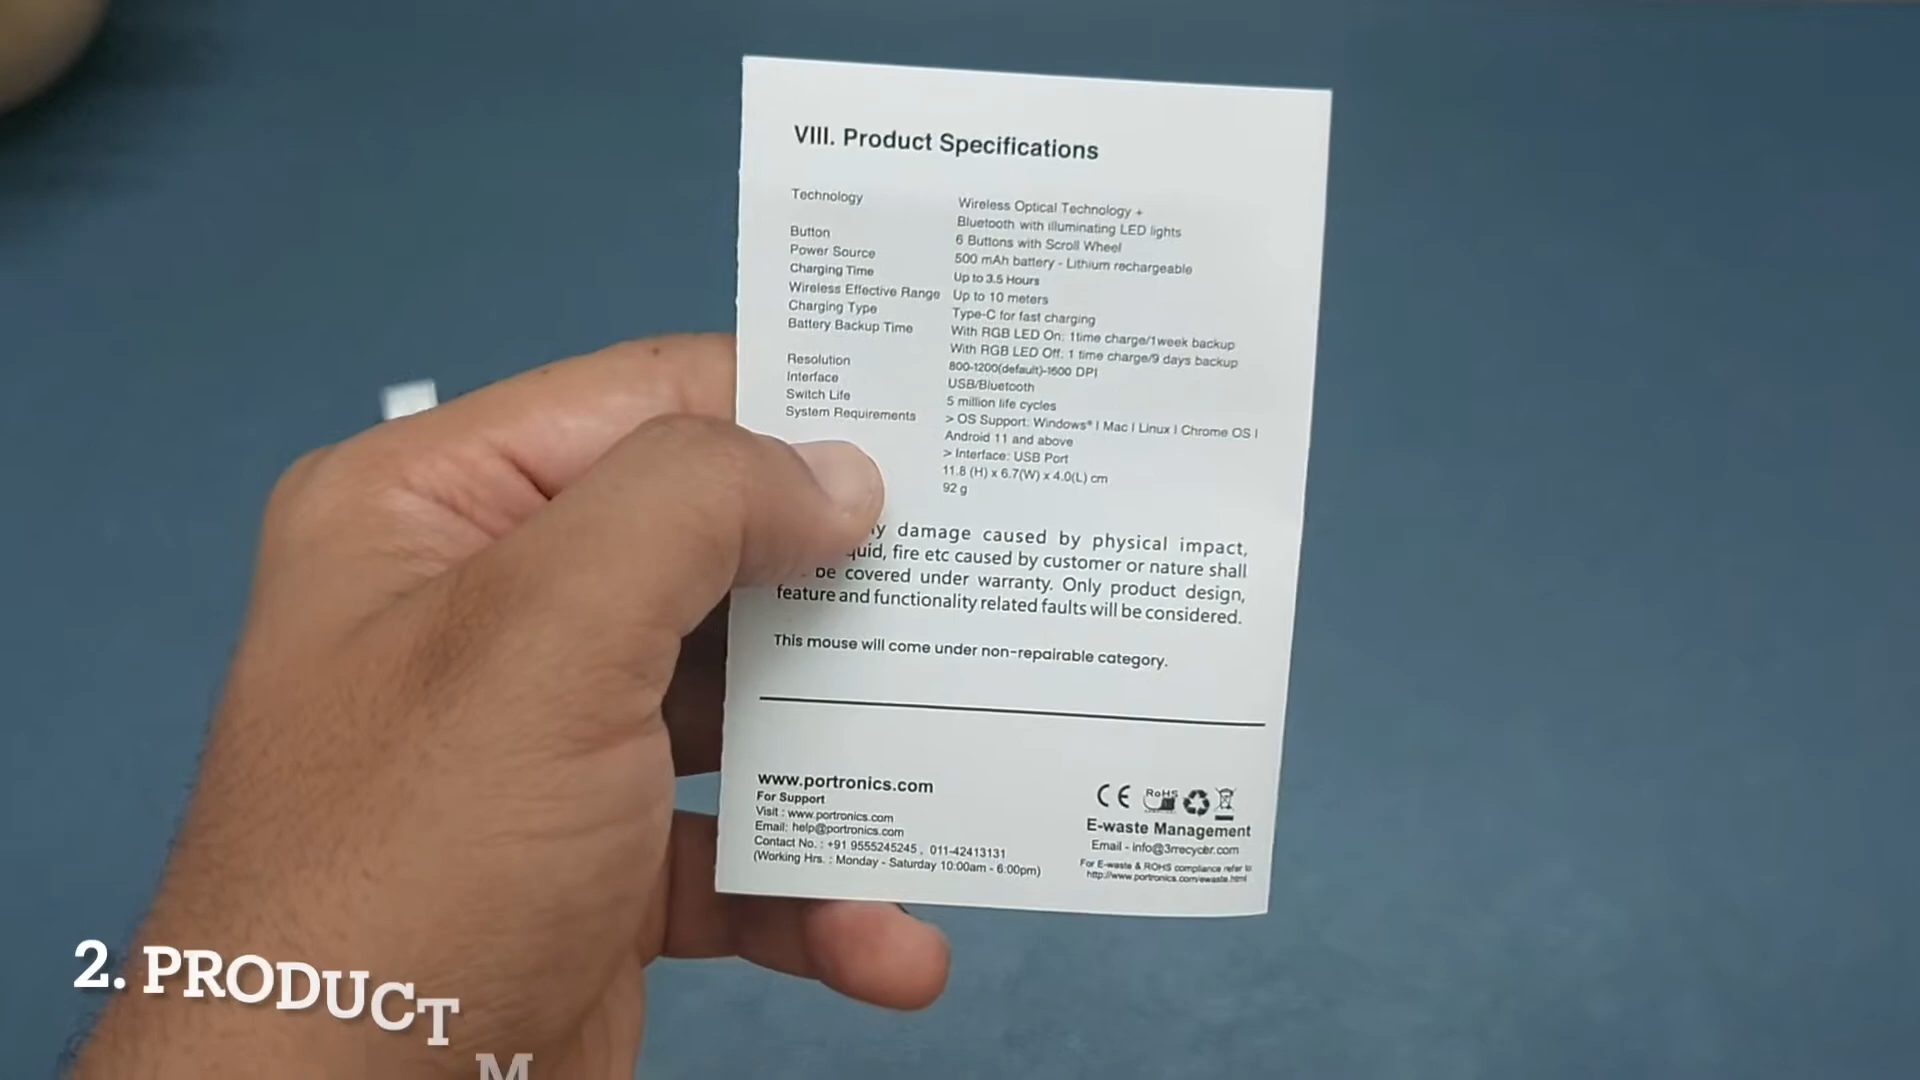 VIII. Product Specifications
Technology Wireless Optical Technology +
Bluetooth with illuminating LED lights
Button 6 Buttons with Scroll Wheel
Power Source 500 mAh battery - Lithium rechargeable
Charging Time Up to 3.5 Hours
Wireless Effective Range Up to 10 meters
Charging Type Type-C for fast charging
Battery Backup Time With RGB LED On: 1time charge/1week backup
With RGB LED Off: 1 time charge/9 days backup
Resolution 800-1200(default)-1600 DPI
Interface USB/Bluetooth
Switch Life 5 million life cycles
System Requirements > OS Support: Windows® I Mac I Linux I Chrome OS I
Android 11 and above
> Interface: USB Port
11.8 (H) x 6.7(W) x 4.0(L) cm
92 g
damage caused by physical impact,
fire etc caused by customer or nature shall
be covered under warranty. Only product design,
feature and functionality related faults will be considered.
This mouse will come under non-repairable category.
www.portronics.com
For Support
Visit : www.portronics.com
Email: help@portronics.com
Contact No. : +91 9555245245 , 011-42413131
(Working Hrs. : Monday - Saturday 10:00am - 6:00pm)
CE RoHS
E-waste Management
Email - info@3rrecycler.com
For E-waste & ROHS compliance refer to
http://www.portronics.com/ewaste.html
2. PRODUCT
M